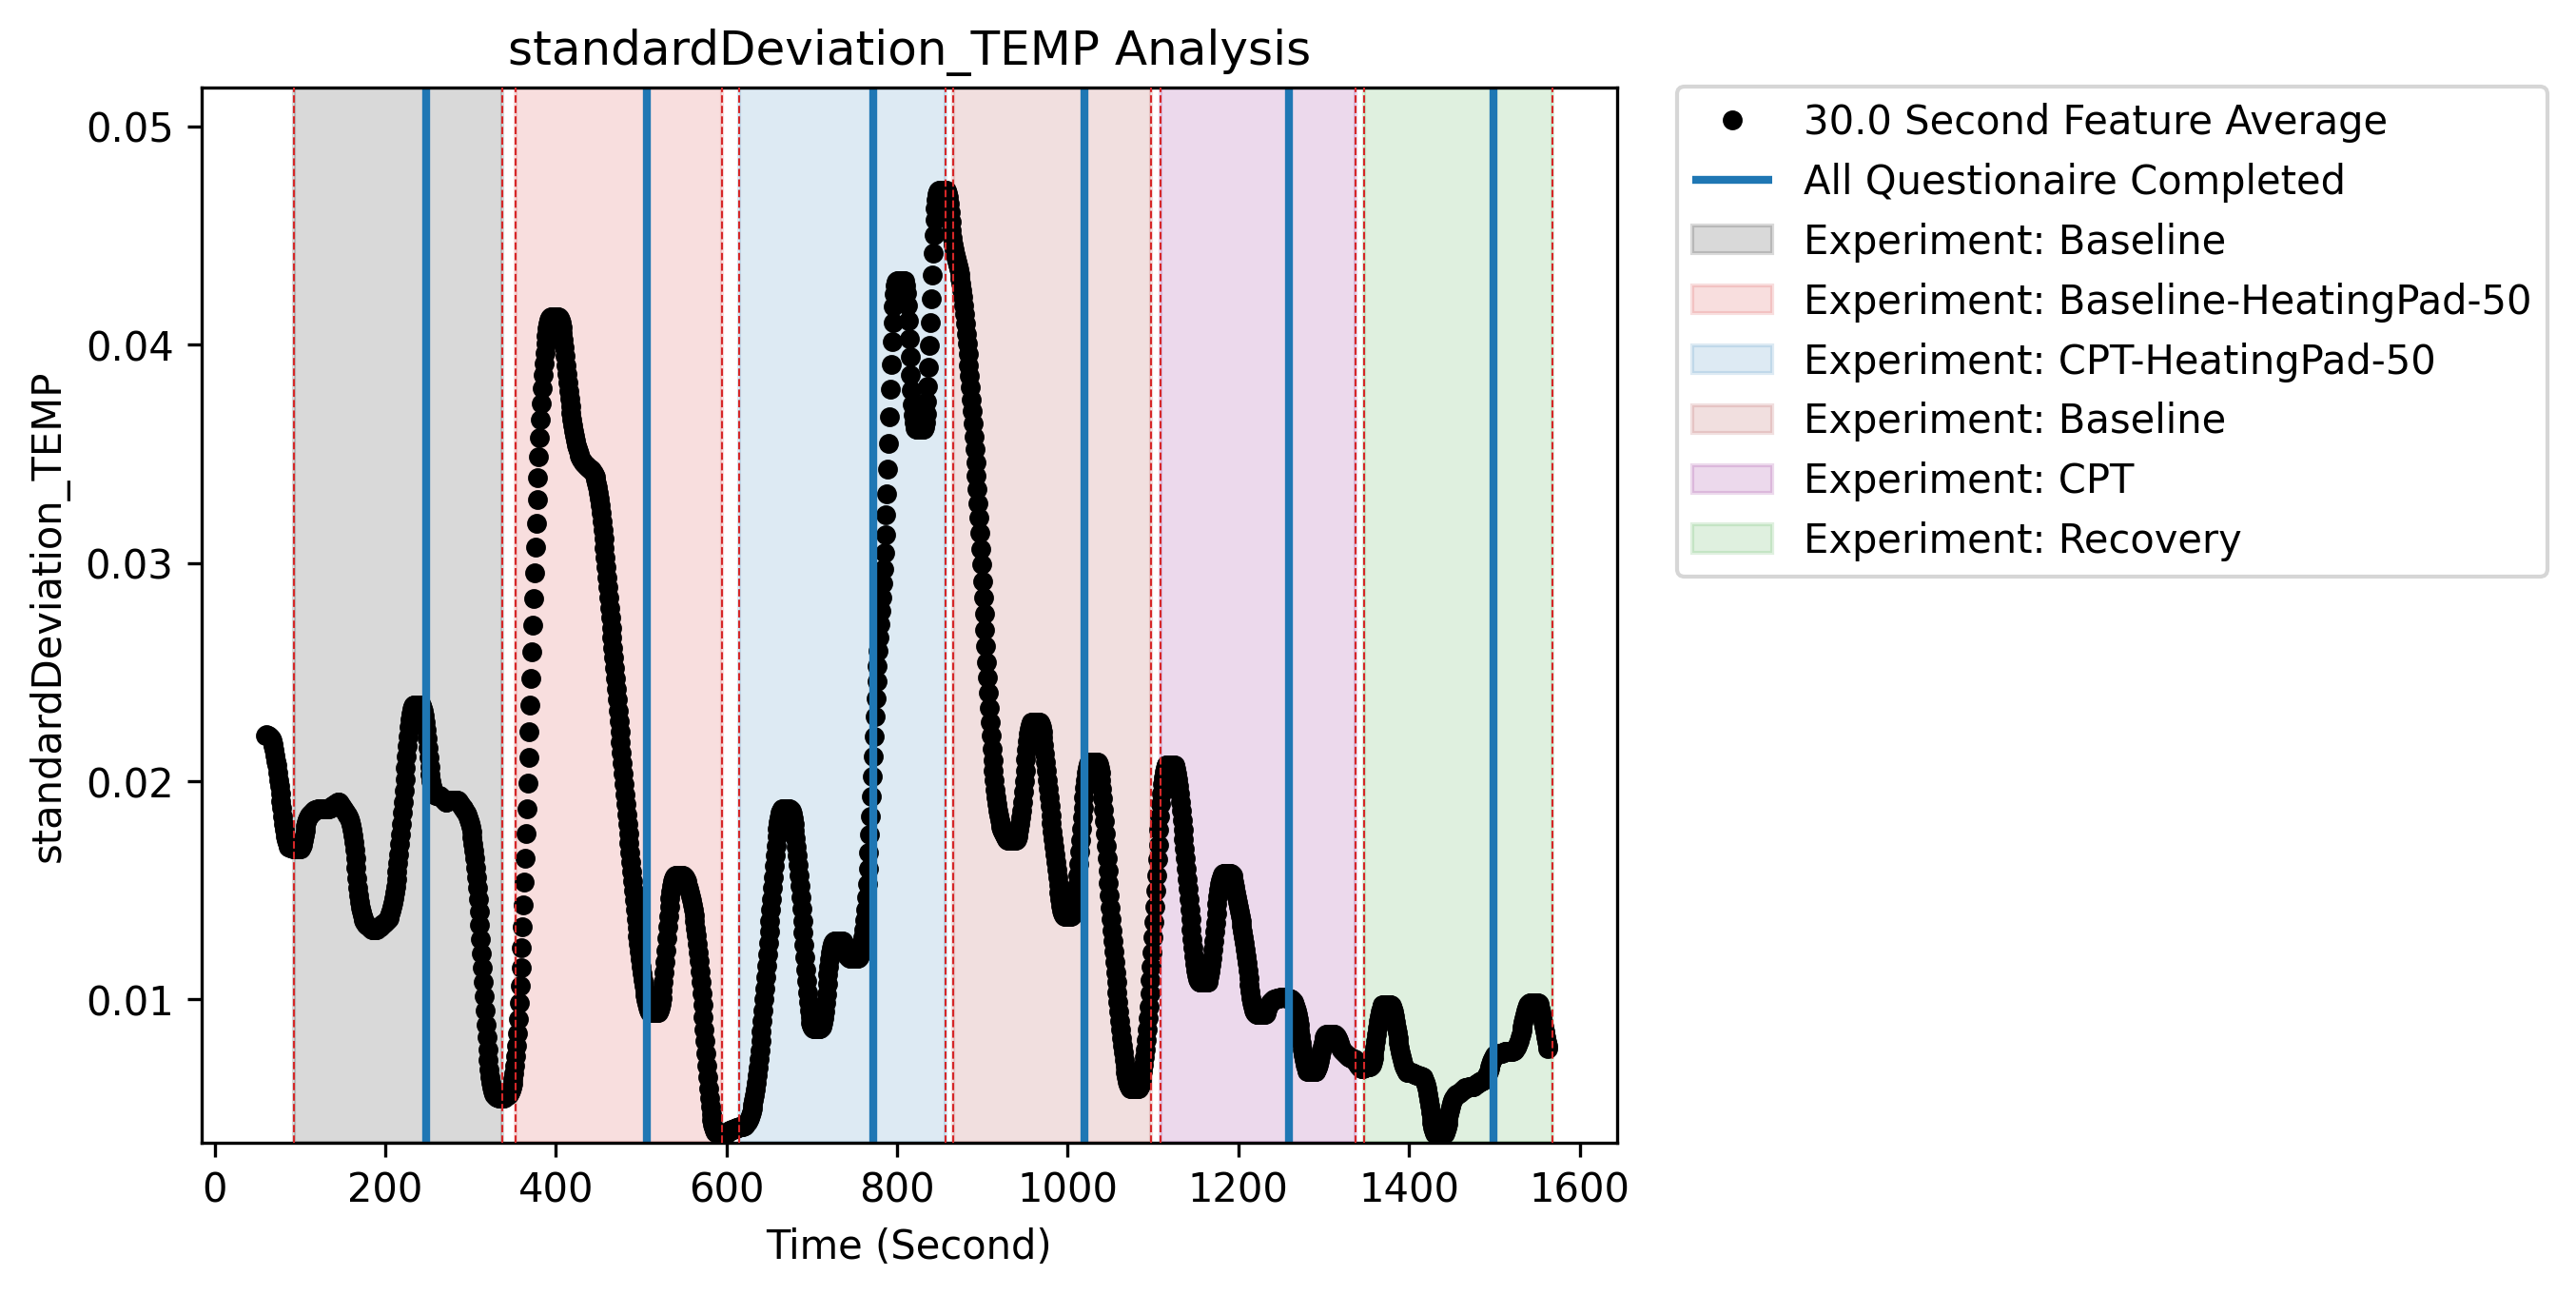 standardDeviation_TEMP Analysis
standardDeviation_TEMP
0.05
0.04
0.03
0.02
0.01
0 200 400 600 800 1000 1200 1400 1600
Time (Second)
30.0 Second Feature Average
All Questionaire Completed
Experiment: Baseline
Experiment: Baseline-HeatingPad-50
Experiment: CPT-HeatingPad-50
Experiment: Baseline
Experiment: CPT
Experiment: Recovery